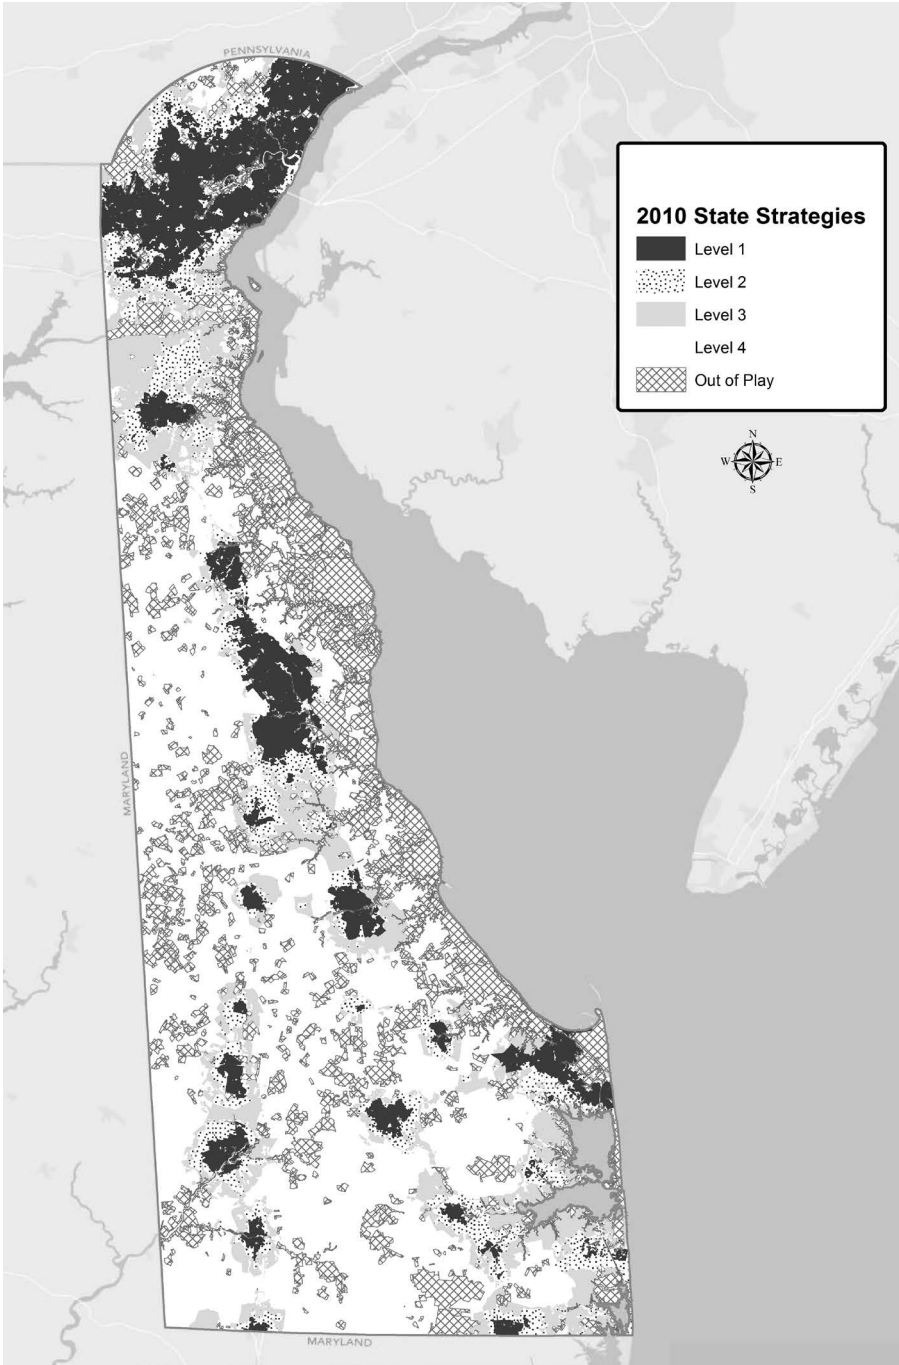 PENNSYLVANIA
2010 State Strategies
Level 1
Level 2
Level 3
Level 4
Out of Play
N
W E
S
MARYLAND
MARYLAND